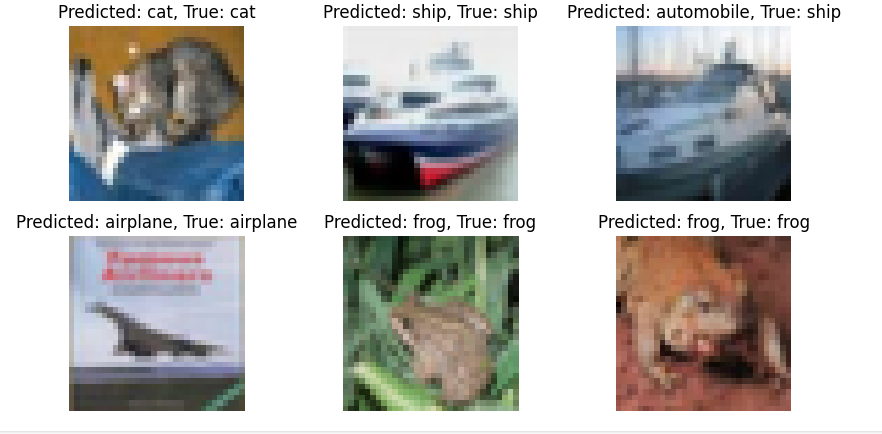 Predicted: cat, True: cat
Predicted: ship, True: ship
Predicted: automobile, True: ship
Predicted: airplane, True: airplane
Predicted: frog, True: frog
Predicted: frog, True: frog